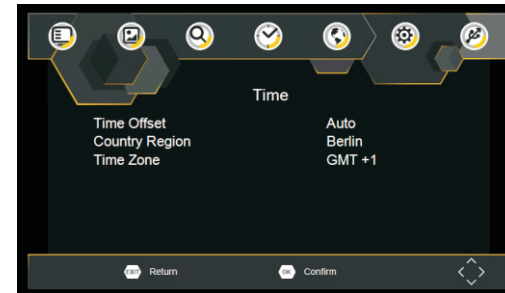 Time
Time Offset Auto
Country Region Berlin
Time Zone GMT +1
EXIT Return OK Confirm